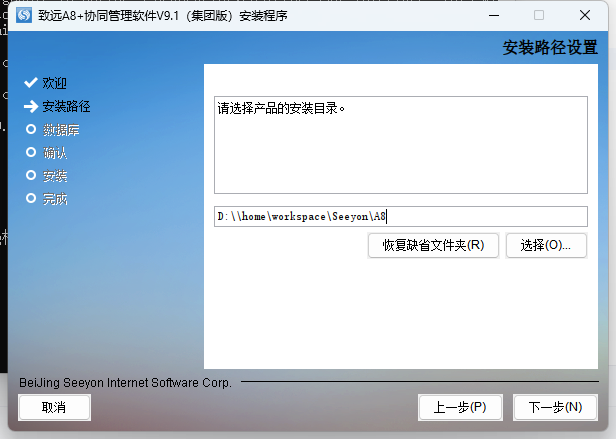 致远A8+协同管理软件V9.1（集团版）安装程序
安装路径设置
欢迎
安装路径
数据库
确认
安装
完成
请选择产品的安装目录。
D:\\home\workspace\Seeyon\A8
恢复缺省文件夹(R)
选择(O)...
BeiJing Seeyon Internet Software Corp.
取消
上一步(P)
下一步(N)